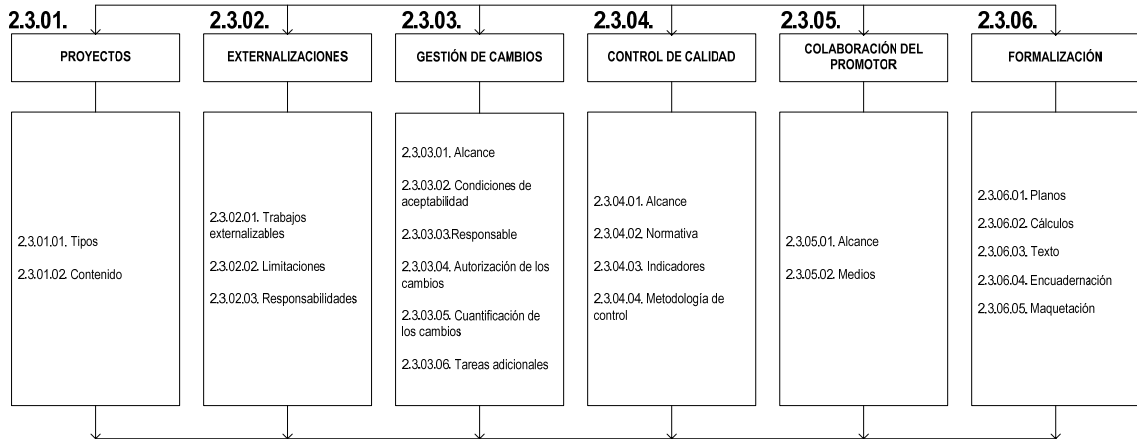 2.3.01.
PROYECTOS
2.3.01.01. Tipos
2.3.01.02. Contenido
2.3.02.
EXTERNALIZACIONES
2.3.02.01. Trabajos
externalizables
2.3.02.02. Limitaciones
2.3.02.03. Responsabilidades
2.3.03.
GESTIÓN DE CAMBIOS
2.3.03.01. Alcance
2.3.03.02. Condiciones de
aceptabilidad
2.3.03.03.Responsable
2.3.03.04. Autorización de los
cambios
2.3.03.05. Cuantificación de
los cambios
2.3.03.06. Tareas adicionales
2.3.04.
CONTROL DE CALIDAD
2.3.04.01. Alcance
2.3.04.02. Normativa
2.3.04.03. Indicadores
2.3.04.04. Metodología de
control
2.3.05.
COLABORACIÓN DEL
PROMOTOR
2.3.05.01. Alcance
2.3.05.02. Medios
2.3.06.
FORMALIZACIÓN
2.3.06.01. Planos
2.3.06.02. Cálculos
2.3.06.03. Texto
2.3.06.04. Encuadernación
2.3.06.05. Maquetación